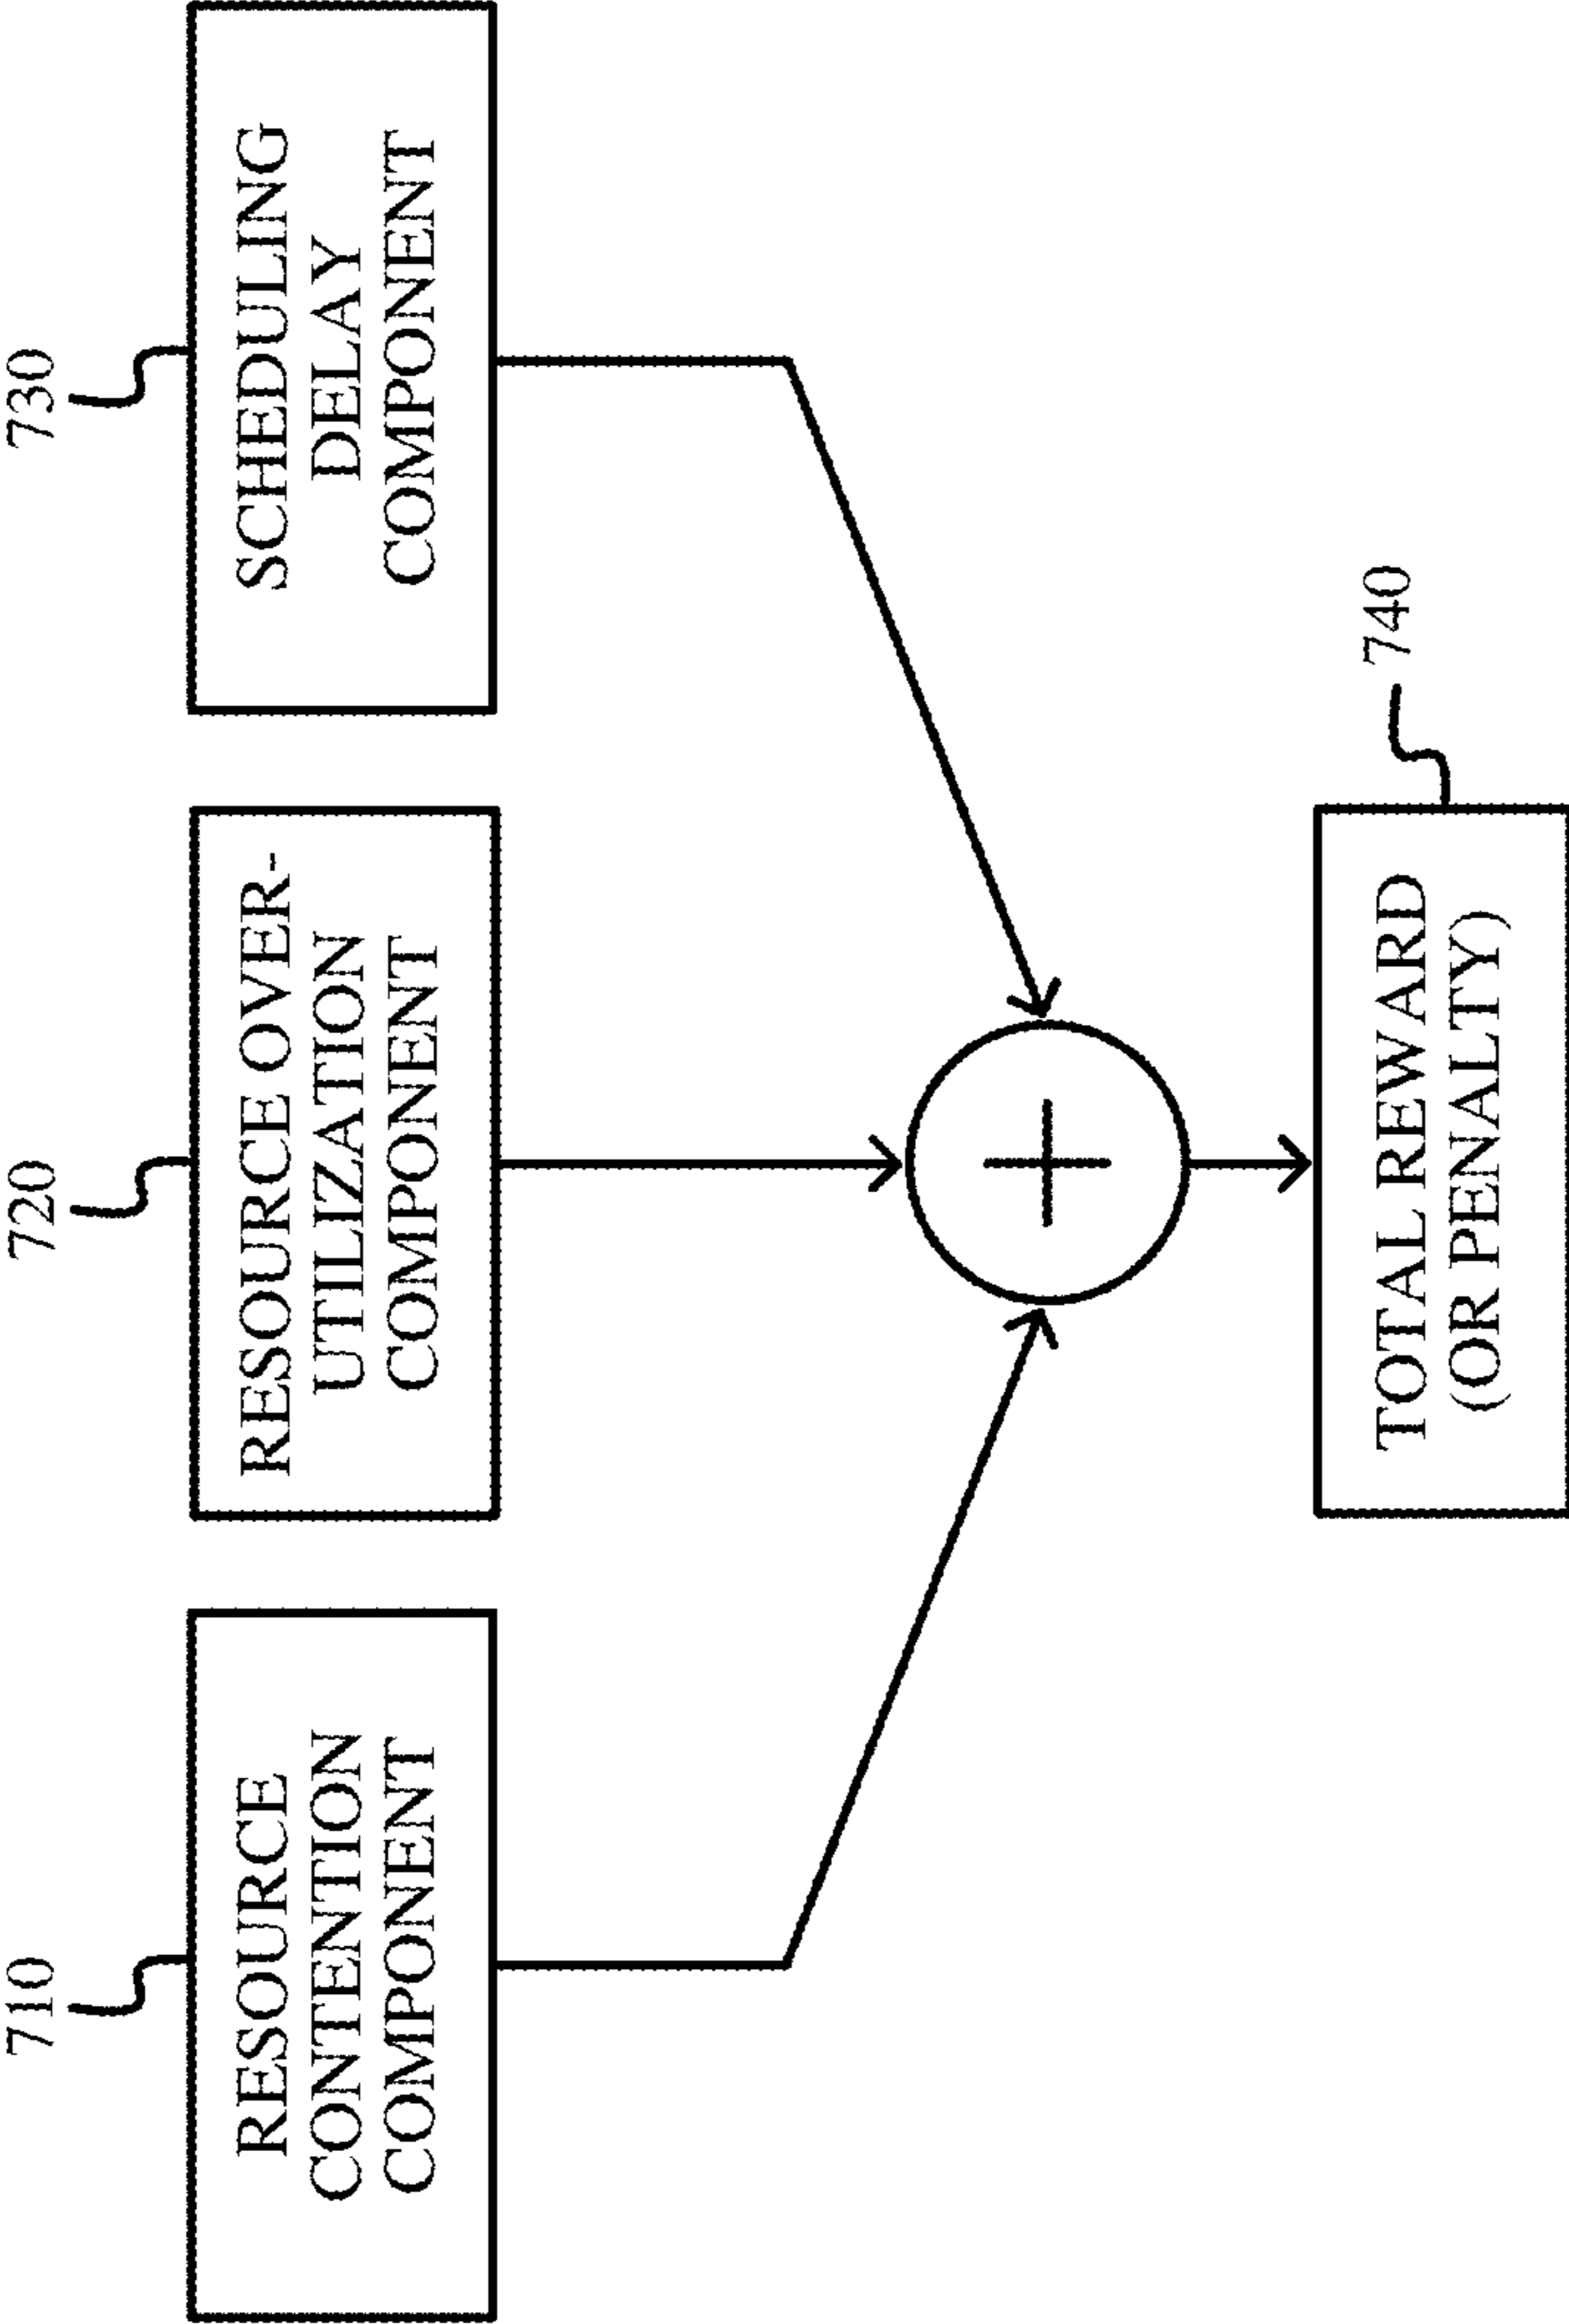 710
RESOURCE
CONTENTION
COMPONENT
720
RESOURCE OVER-
UTILIZATION
COMPONENT
730
SCHEDULING
DELAY
COMPONENT
740
TOTAL REWARD
(OR PENALTY)